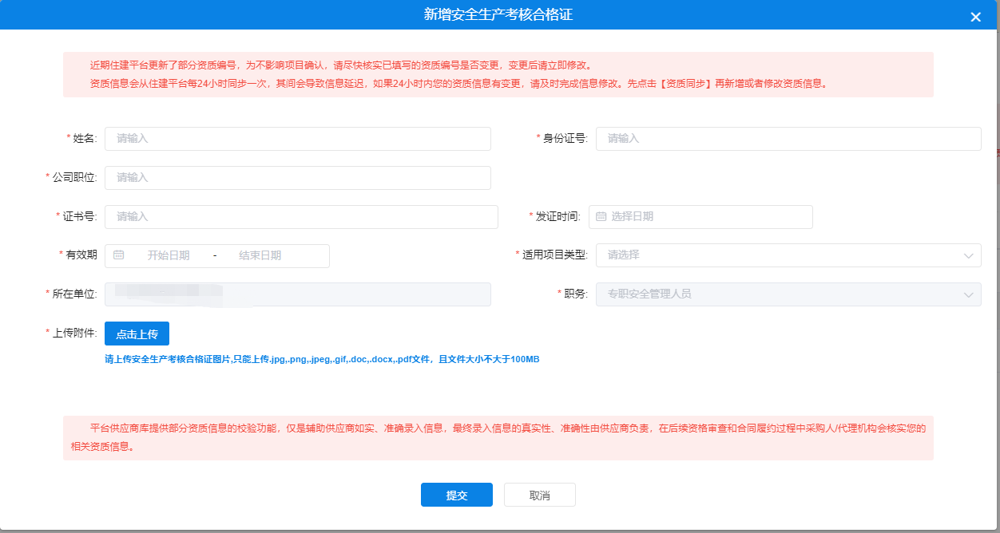 新增安全生产考核合格证
近期住建平台更新了部分资质编号，为不影响项目确认，请尽快核实已填写的资质编号是否变更，变更后请立即修改。
资质信息会从住建平台每24小时同步一次，其间会导致信息延迟，如果24小时内您的资质信息有变更，请及时完成信息修改。先点击【资质同步】再新增或者修改资质信息。
* 姓名: 请输入 * 身份证号: 请输入
* 公司职位: 请输入
* 证书号: 请输入 * 发证时间: 选择日期
* 有效期 开始日期 - 结束日期 * 适用项目类型: 请选择
* 所在单位: * 职务: 专职安全管理人员
* 上传附件: 点击上传
请上传安全生产考核合格证图片,只能上传.jpg,.png,.jpeg,.gif,.doc,.docx,.pdf文件，且文件大小不大于100MB
平台供应商库提供部分资质信息的校验功能，仅是辅助供应商如实、准确录入信息，最终录入信息的真实性、准确性由供应商负责，在后续资格审查和合同履约过程中采购人/代理机构会核实您的
相关资质信息。
提交 取消